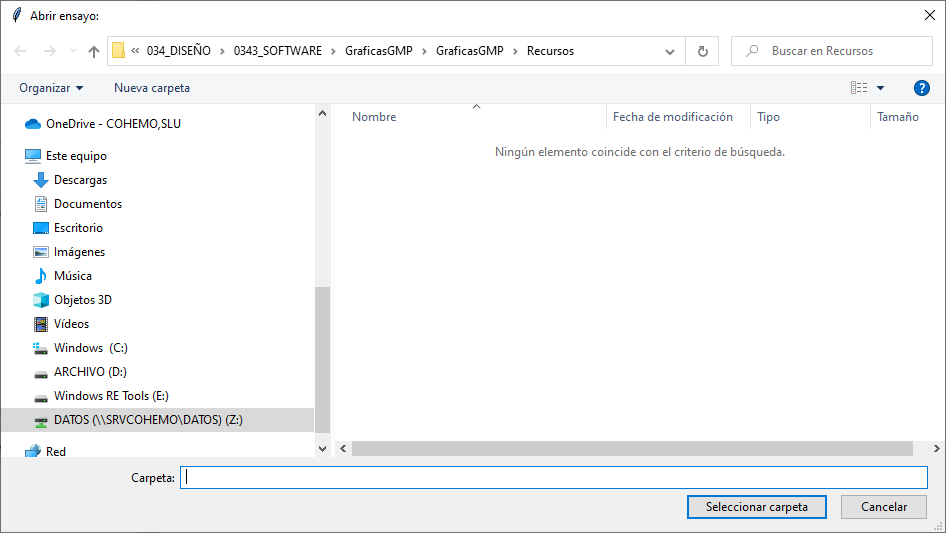 Abrir ensayo:
« 034_DISEÑO > 0343_SOFTWARE > GraficasGMP > GraficasGMP > Recursos
Buscar en Recursos
Organizar
Nueva carpeta
?
OneDrive - COHEMO,SLU
Este equipo
Descargas
Documentos
Escritorio
Imágenes
Música
Objetos 3D
Vídeos
Windows (C:)
ARCHIVO (D:)
Windows RE Tools (E:)
DATOS (\\SRVCOHEMO\DATOS) (Z:)
Red
Nombre
Fecha de modificación
Tipo
Tamaño
Ningún elemento coincide con el criterio de búsqueda.
Carpeta:
Seleccionar carpeta
Cancelar